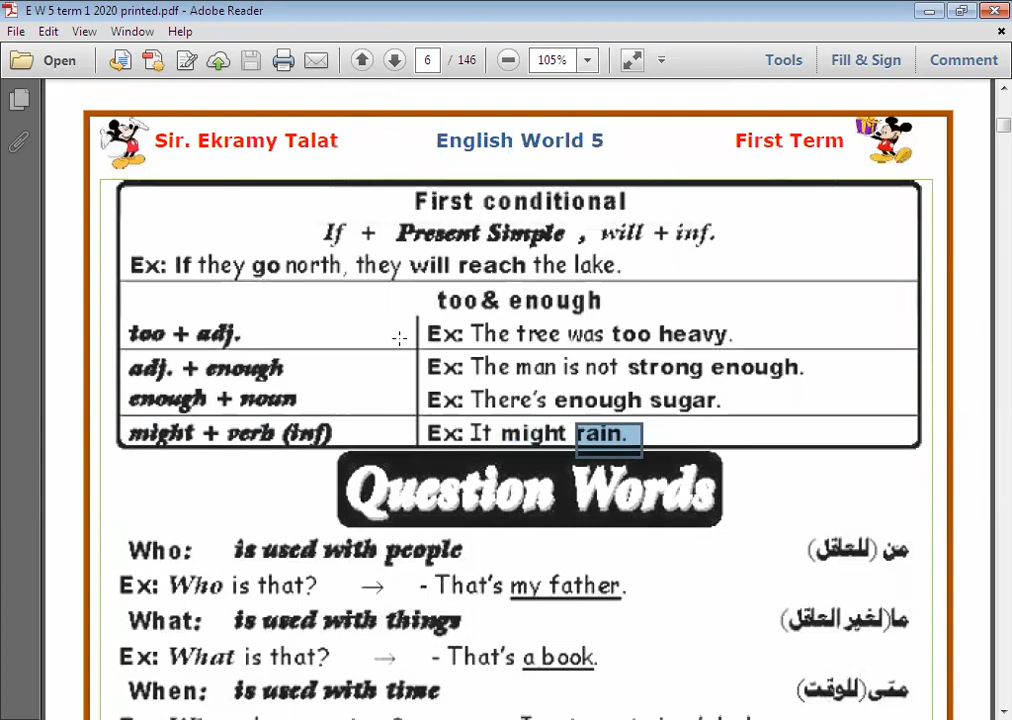 E W 5 term 1 2020 printed.pdf - Adobe Reader
File Edit View Window Help
Open 6 / 146 105% Tools Fill & Sign Comment
Sir. Ekramy Talat English World 5 First Term
First conditional
If + Present Simple , will + inf.
Ex: If they go north, they will reach the lake.
too & enough
too + adj. Ex: The tree was too heavy.
adj. + enough Ex: The man is not strong enough.
enough + noun Ex: There's enough sugar.
might + verb (inf) Ex: It might rain.
Question Words
Who: is used with people من (للعاقل)
Ex: Who is that? → - That's my father.
What: is used with things ما(لغير العاقل)
Ex: What is that? → - That's a book.
When: is used with time متى(للوقت)